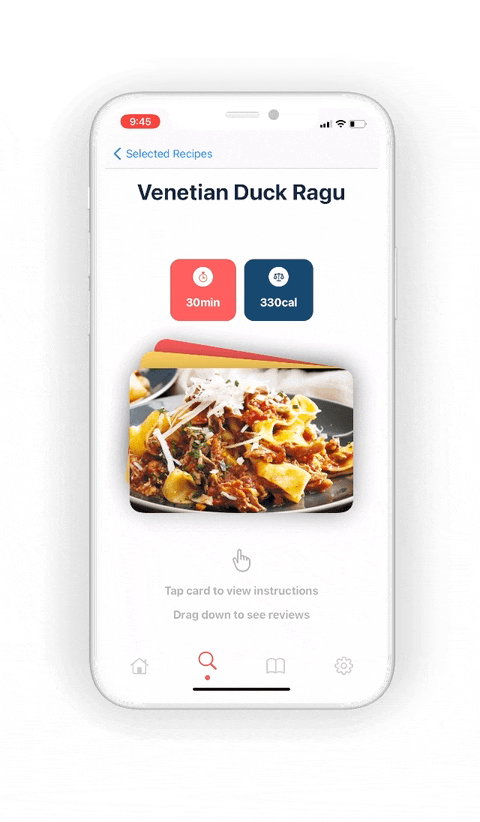 9:45
Selected Recipes
Venetian Duck Ragu
30min
330cal
Tap card to view instructions
Drag down to see reviews